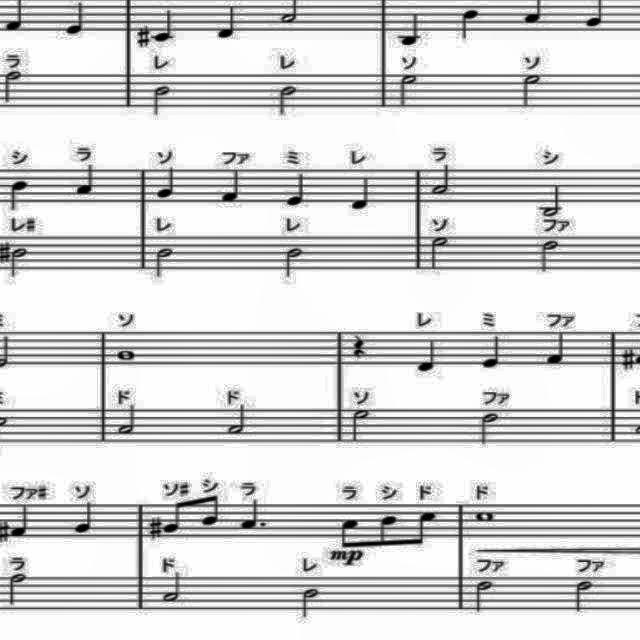 ラ レ レ ソ ソ
シ ラ ソ ファ ミ レ ラ シ
レ# レ レ ソ ファ
ソ レ ミ ファ
ド ド ソ ファ
ファ# ソ ソ# シ ラ ラ シ ド ド
mp
ラ ド レ ファ ファ